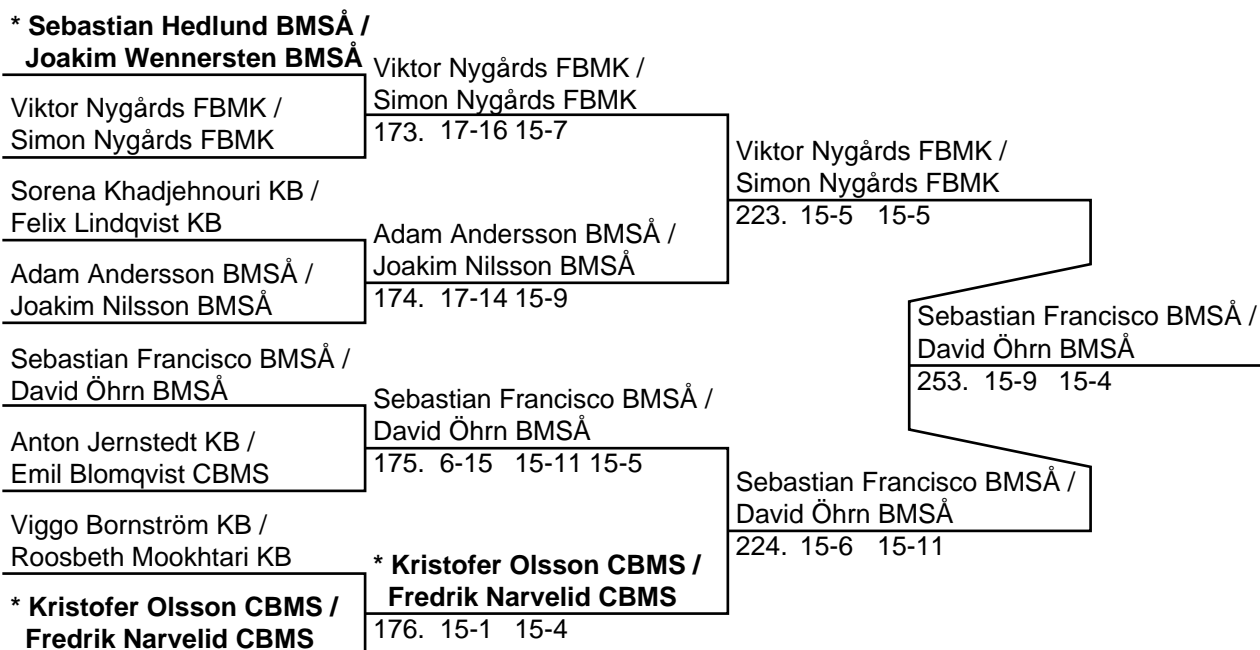 * Sebastian Hedlund BMSÅ /
Joakim Wennersten BMSÅ
Viktor Nygårds FBMK /
Simon Nygårds FBMK
Sorena Khadjehnouri KB /
Felix Lindqvist KB
Adam Andersson BMSÅ /
Joakim Nilsson BMSÅ
Sebastian Francisco BMSÅ /
David Öhrn BMSÅ
Anton Jernstedt KB /
Emil Blomqvist CBMS
Viggo Bornström KB /
Roosbeth Mookhtari KB
* Kristofer Olsson CBMS /
Fredrik Narvelid CBMS
Viktor Nygårds FBMK /
Simon Nygårds FBMK
173. 17-16 15-7
Adam Andersson BMSÅ /
Joakim Nilsson BMSÅ
174. 17-14 15-9
Sebastian Francisco BMSÅ /
David Öhrn BMSÅ
175. 6-15 15-11 15-5
* Kristofer Olsson CBMS /
Fredrik Narvelid CBMS
176. 15-1 15-4
Viktor Nygårds FBMK /
Simon Nygårds FBMK
223. 15-5 15-5
Sebastian Francisco BMSÅ /
David Öhrn BMSÅ
224. 15-6 15-11
Sebastian Francisco BMSÅ /
David Öhrn BMSÅ
253. 15-9 15-4